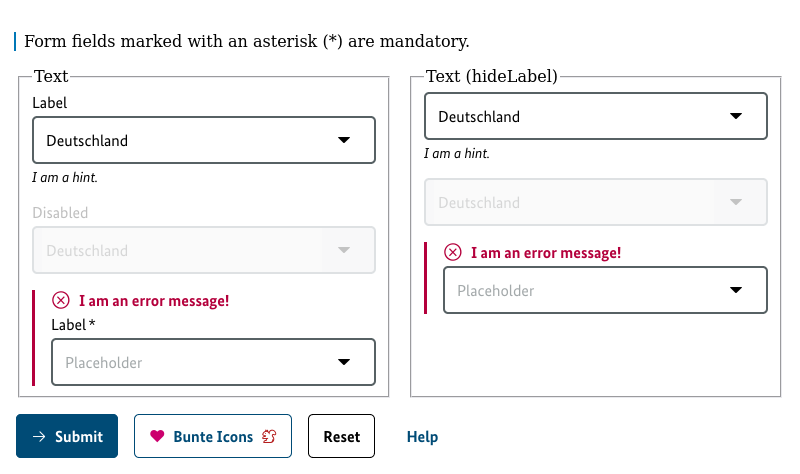 Form fields marked with an asterisk (*) are mandatory.
Text
Label
Deutschland
I am a hint.
Disabled
Deutschland
I am an error message!
Label *
Placeholder
Text (hideLabel)
Deutschland
I am a hint.
Deutschland
I am an error message!
Placeholder
Submit
Bunte Icons
Reset
Help